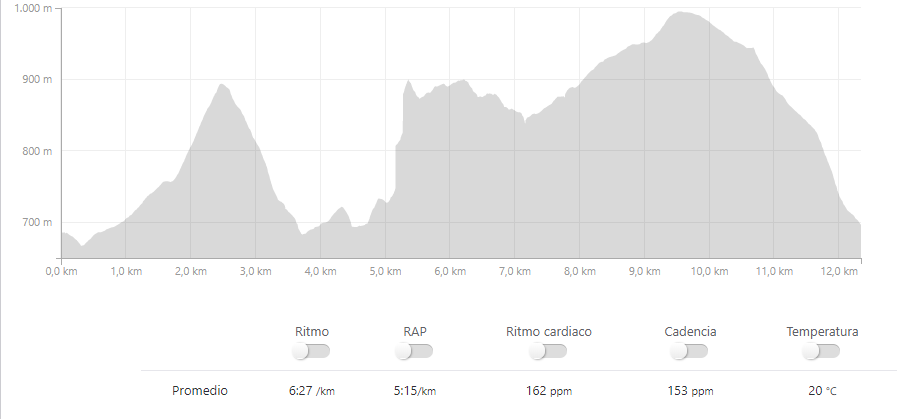 1.000 m
900 m
800 m
700 m
0,0 km 1,0 km 2,0 km 3,0 km 4,0 km 5,0 km 6,0 km 7,0 km 8,0 km 9,0 km 10,0 km 11,0 km 12,0 km
Ritmo RAP Ritmo cardiaco Cadencia Temperatura
Promedio 6:27 /km 5:15/km 162 ppm 153 ppm 20 °C